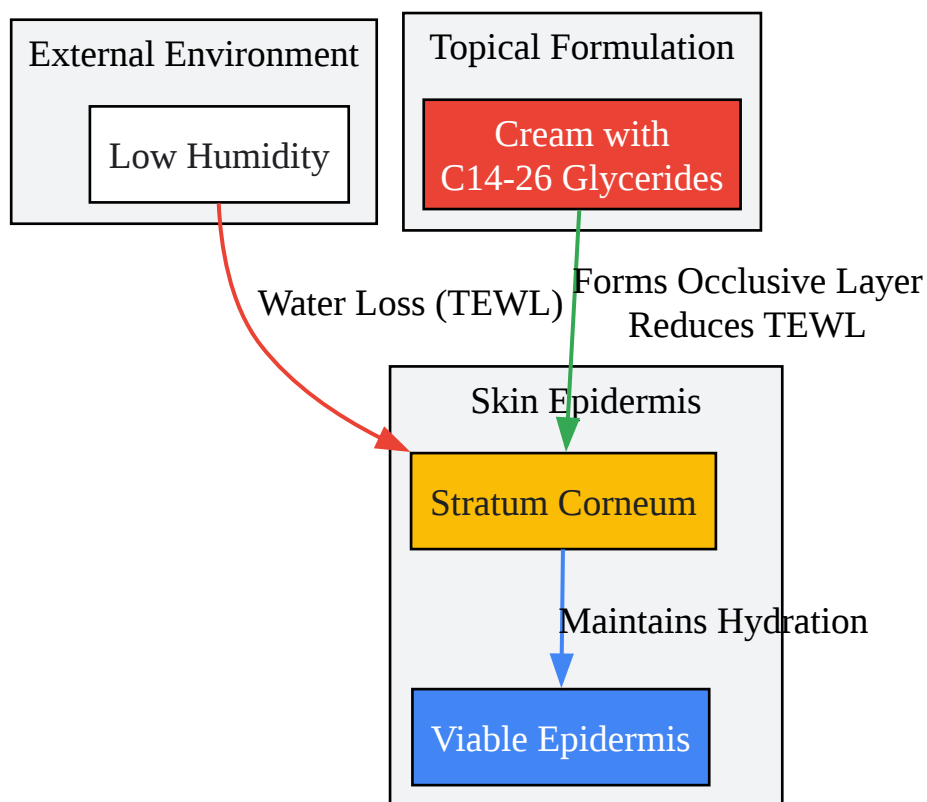 External Environment
Low Humidity
Topical Formulation
Cream with
C14-26 Glycerides
Water Loss (TEWL)
Forms Occlusive Layer
Reduces TEWL
Skin Epidermis
Stratum Corneum
Maintains Hydration
Viable Epidermis